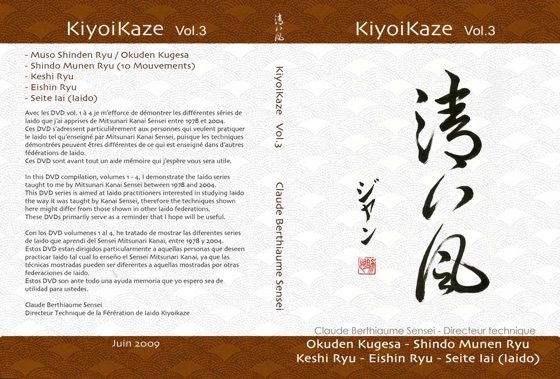 KiyoiKaze Vol.3
- Muso Shinden Ryu / Okuden Kugesa
- Shindo Munen Ryu (10 Mouvements)
- Keshi Ryu
- Eishin Ryu
- Seite Iai (Iaido)
Avec les DVD vol. 1 à 4 je m'efforce de démontrer les différentes séries de
Iaido que j'ai apprises de Mitsunari Kanai Sensei entre 1978 et 2004.
Ces DVD s'adressent particulièrement aux personnes qui veulent pratiquer
le Iaido tel qu'enseigné par Mitsunari Kanai Sensei, puisque les techniques
démontrées peuvent êtres différentes de ce qui est enseigné dans d'autres
fédérations de Iaido.
Ces DVD sont avant tout un aide mémoire qui j'espère vous sera utile.
In this DVD compilation, volumes 1 - 4, I demonstrate the Iaido series
taught to me by Mitsunari Kanai Sensei between 1978 and 2004.
This DVD series is aimed at Iaido practitioners interested in studying Iaido
the way it was taught by Kanai Sensei, therefore the techniques shown
here might differ from those shown in other Iaido federations.
These DVDs primarily serve as a reminder that I hope will be useful.
Con los DVD volumenes 1 al 4, he tratado de mostrar las diferentes series
de Iaido que aprendi del Sensei Mitsunari Kanai, entre 1978 y 2004.
Estos DVD estan dirigidos particularmente a aquellas personas que deseen
practicar Iaido tal cual lo enseño el Sensei Mitsunari Kanai, ya que las
técnicas mostradas pueden ser diferentes a aquellas mostradas por otras
federaciones de Iaido.
Estos DVD son ante todo una ayuda memoria que yo espero sea de
utilidad para ustedes.
Claude Berthiaume Sensei
Directeur Technique de la Férération de Iaido Kiyoikaze
Juin 2009
清い風
KiyoiKaze Vol.3
Claude Berthiaume Sensei
KiyoiKaze Vol.3
清い風
ジャン
Claude Berthiaume Sensei - Directeur technique
Okuden Kugesa - Shindo Munen Ryu
Keshi Ryu - Eishin Ryu - Seite Iai (Iaido)